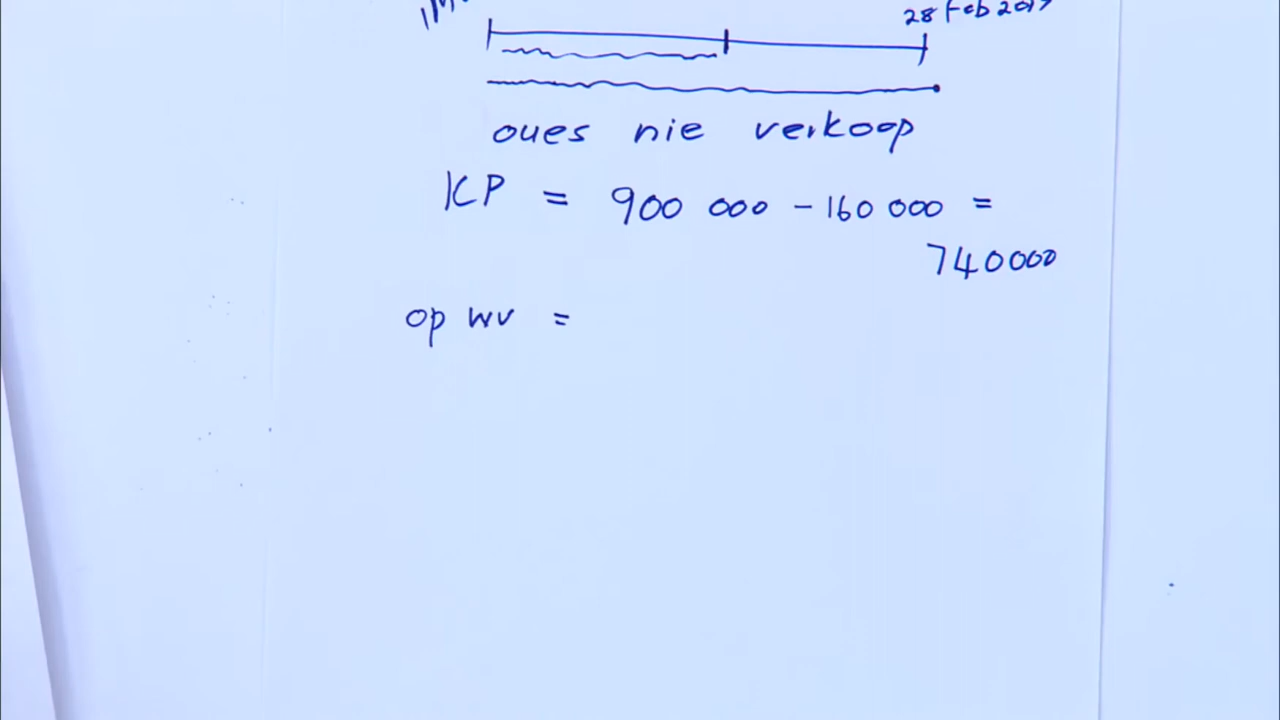 28 Feb 2017
oues nie verkoop
KP = 900 000 - 160 000 =
740000
op wv =